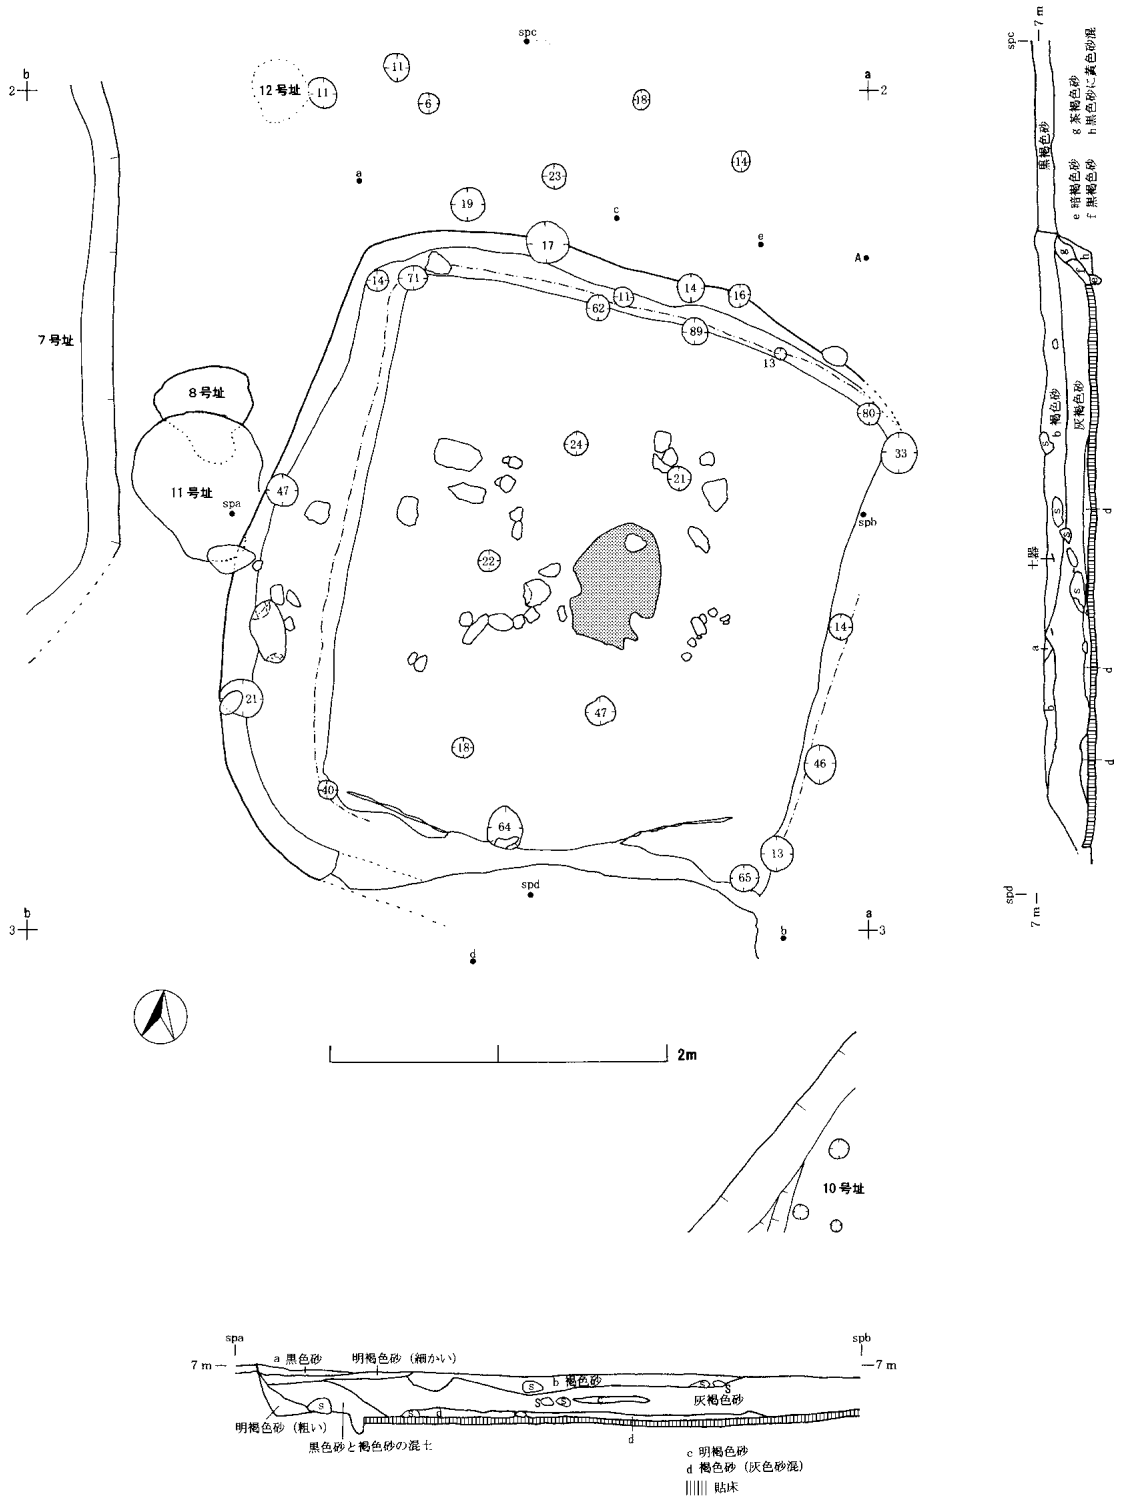 spc
b
2
12号址
11
11
6
18
a
2
14
23
a
19
c
17
e
A
14
71
11
14
16
62
89
13
7号址
8号址
80
33
24
21
47
11号址
spa
spb
22
14
21
47
18
46
40
64
13
65
spd
b
3
a
3
b
d
2m
10号址
spc
7m
黒褐色砂
e 暗褐色砂
f 黒褐色砂
g 茶褐色砂
h 黒色砂に黄色砂混
g
h
f
e
b 褐色砂
灰褐色砂
s
s
s
s
土器
a
b
d
d
d
spd
7m
spa
spb
7m
7m
a 黒色砂
明褐色砂（細かい）
b 褐色砂
灰褐色砂
s
s
s
s
s
s
s
c
s
d
明褐色砂（粗い）
黒色砂と褐色砂の混土
d
c 明褐色砂
d 褐色砂（灰色砂混）
貼床